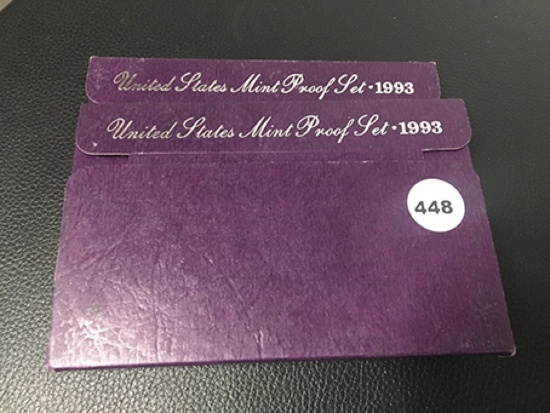 United States Mint Proof Set • 1993
United States Mint Proof Set • 1993
448